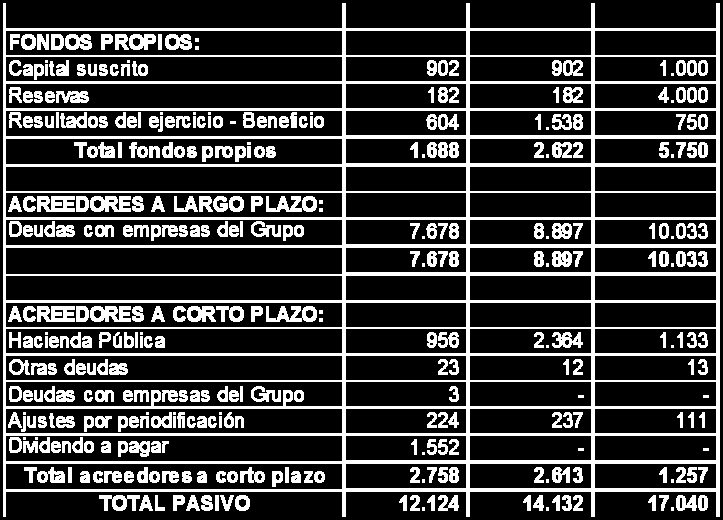 FONDOS PROPIOS:
Capital suscrito 902 902 1.000
Reservas 182 182 4.000
Resultados del ejercicio - Beneficio 604 1.538 750
Total fondos propios 1.688 2.622 5.750
ACREEDORES A LARGO PLAZO:
Deudas con empresas del Grupo 7.678 8.897 10.033
7.678 8.897 10.033
ACREEDORES A CORTO PLAZO:
Hacienda Pública 956 2.364 1.133
Otras deudas 23 12 13
Deudas con empresas del Grupo 3 - -
Ajustes por periodificación 224 237 111
Dividendo a pagar 1.552 - -
Total acreedores a corto plazo 2.758 2.613 1.257
TOTAL PASIVO 12.124 14.132 17.040